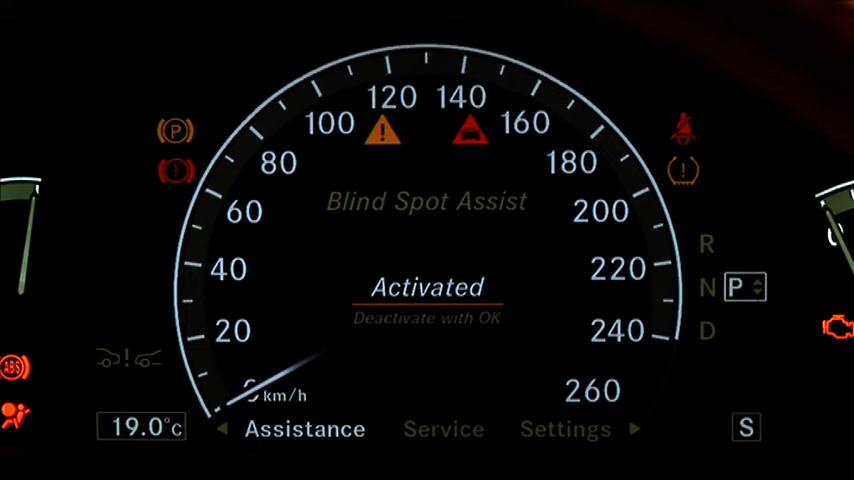 120 140
100 160
80 180
Blind Spot Assist
60 200
40 220
Activated
R
N P
D
Deactivate with OK
20 240
ABS
km/h 260
19.0°C
Assistance Service Settings S